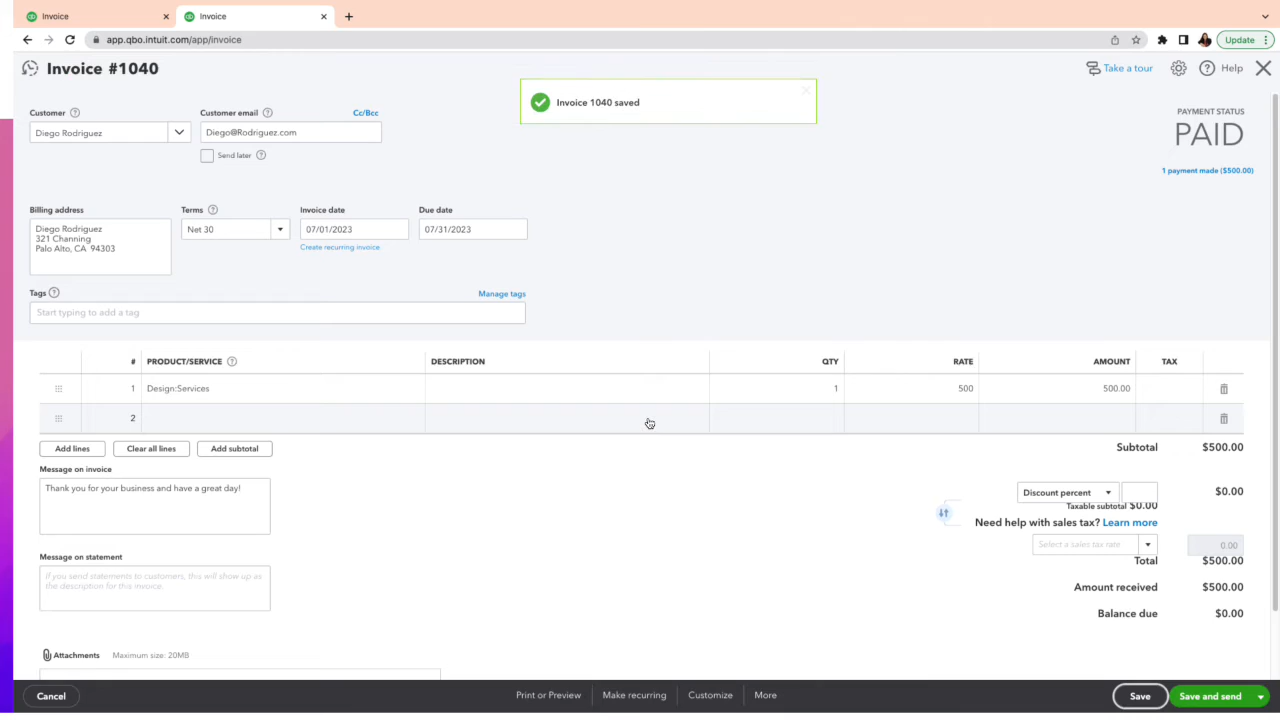 Invoice
Invoice
app.qbo.intuit.com/app/invoice
Update
Invoice #1040
Take a tour
Help
Invoice 1040 saved
Customer
Customer email
Cc/Bcc
Diego Rodriguez
Diego@Rodriguez.com
Send later
PAYMENT STATUS
PAID
1 payment made ($500.00)
Billing address
Terms
Invoice date
Due date
Diego Rodriguez
321 Channing
Palo Alto, CA 94303
Net 30
07/01/2023
07/31/2023
Create recurring invoice
Tags
Manage tags
Start typing to add a tag
# PRODUCT/SERVICE DESCRIPTION QTY RATE AMOUNT TAX
1 Design:Services 1 500 500.00
2
Add lines
Clear all lines
Add subtotal
Subtotal $500.00
Message on invoice
Thank you for your business and have a great day!
Discount percent
$0.00
Taxable subtotal $0.00
Need help with sales tax? Learn more
Select a sales tax rate
0.00
Total $500.00
Message on statement
If you send statements to customers, this will show up as
the description for this invoice.
Amount received $500.00
Balance due $0.00
Attachments Maximum size: 20MB
Cancel
Print or Preview
Make recurring
Customize
More
Save
Save and send